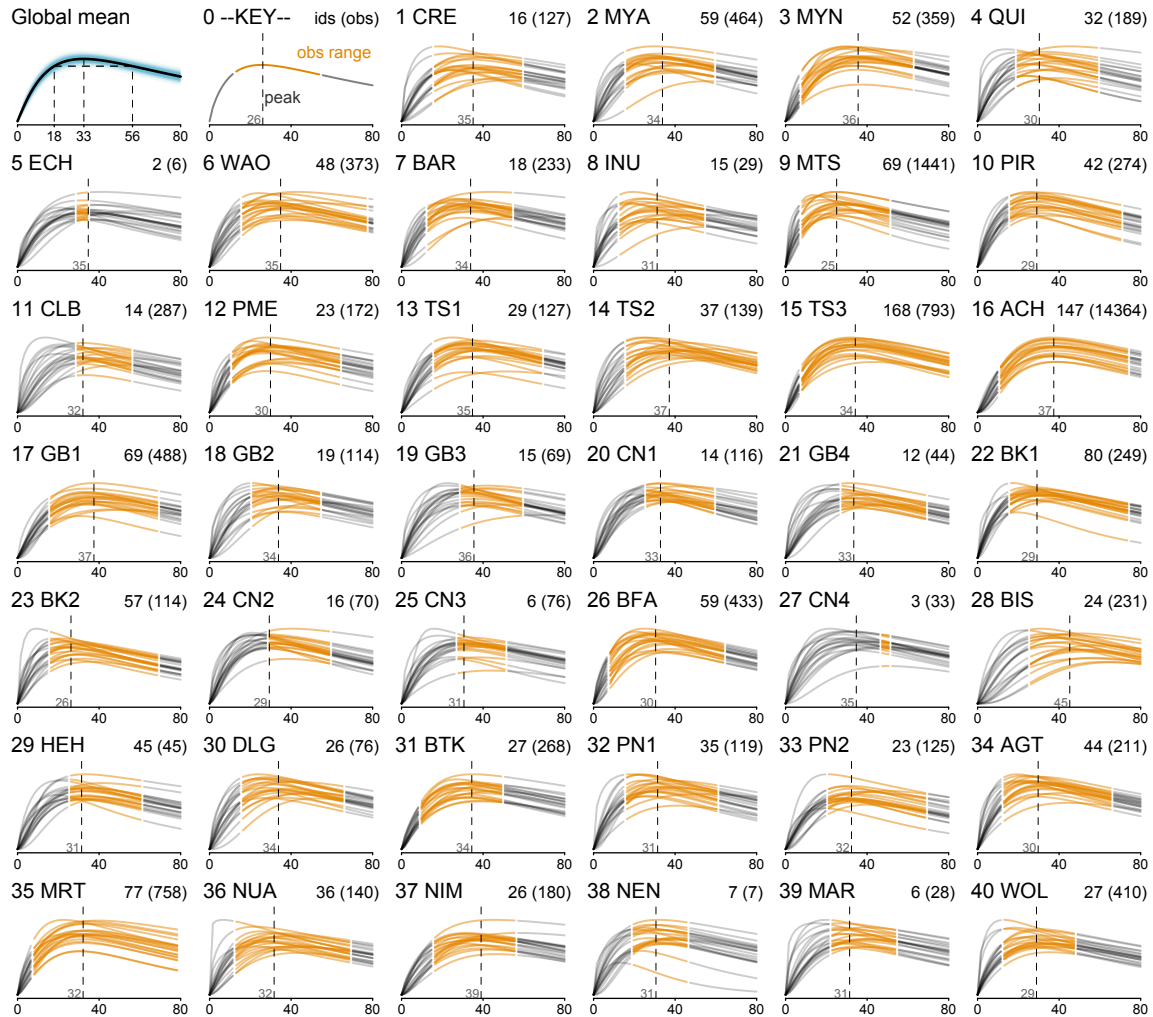 Global mean
18 33 56 80
0 --KEY-- ids (obs)
obs range
peak
26
0 40 80
1 CRE 16 (127)
35
0 40 80
2 MYA 59 (464)
34
0 40 80
3 MYN 52 (359)
36
0 40 80
4 QUI 32 (189)
30
0 40 80
5 ECH 2 (6)
35
0 40 80
6 WAO 48 (373)
35
0 40 80
7 BAR 18 (233)
34
0 40 80
8 INU 15 (29)
31
0 40 80
9 MTS 69 (1441)
25
0 40 80
10 PIR 42 (274)
29
0 40 80
11 CLB 14 (287)
32
0 40 80
12 PME 23 (172)
30
0 40 80
13 TS1 29 (127)
35
0 40 80
14 TS2 37 (139)
37
0 40 80
15 TS3 168 (793)
34
0 40 80
16 ACH 147 (14364)
37
0 40 80
17 GB1 69 (488)
37
0 40 80
18 GB2 19 (114)
34
0 40 80
19 GB3 15 (69)
36
0 40 80
20 CN1 14 (116)
33
0 40 80
21 GB4 12 (44)
33
0 40 80
22 BK1 80 (249)
29
0 40 80
23 BK2 57 (114)
26
0 40 80
24 CN2 16 (70)
29
0 40 80
25 CN3 6 (76)
31
0 40 80
26 BFA 59 (433)
30
0 40 80
27 CN4 3 (33)
35
0 40 80
28 BIS 24 (231)
45
0 40 80
29 HEH 45 (45)
31
0 40 80
30 DLG 26 (76)
34
0 40 80
31 BTK 27 (268)
34
0 40 80
32 PN1 35 (119)
31
0 40 80
33 PN2 23 (125)
32
0 40 80
34 AGT 44 (211)
30
0 40 80
35 MRT 77 (758)
32
0 40 80
36 NUA 36 (140)
32
0 40 80
37 NIM 26 (180)
39
0 40 80
38 NEN 7 (7)
31
0 40 80
39 MAR 6 (28)
31
0 40 80
40 WOL 27 (410)
29
0 40 80